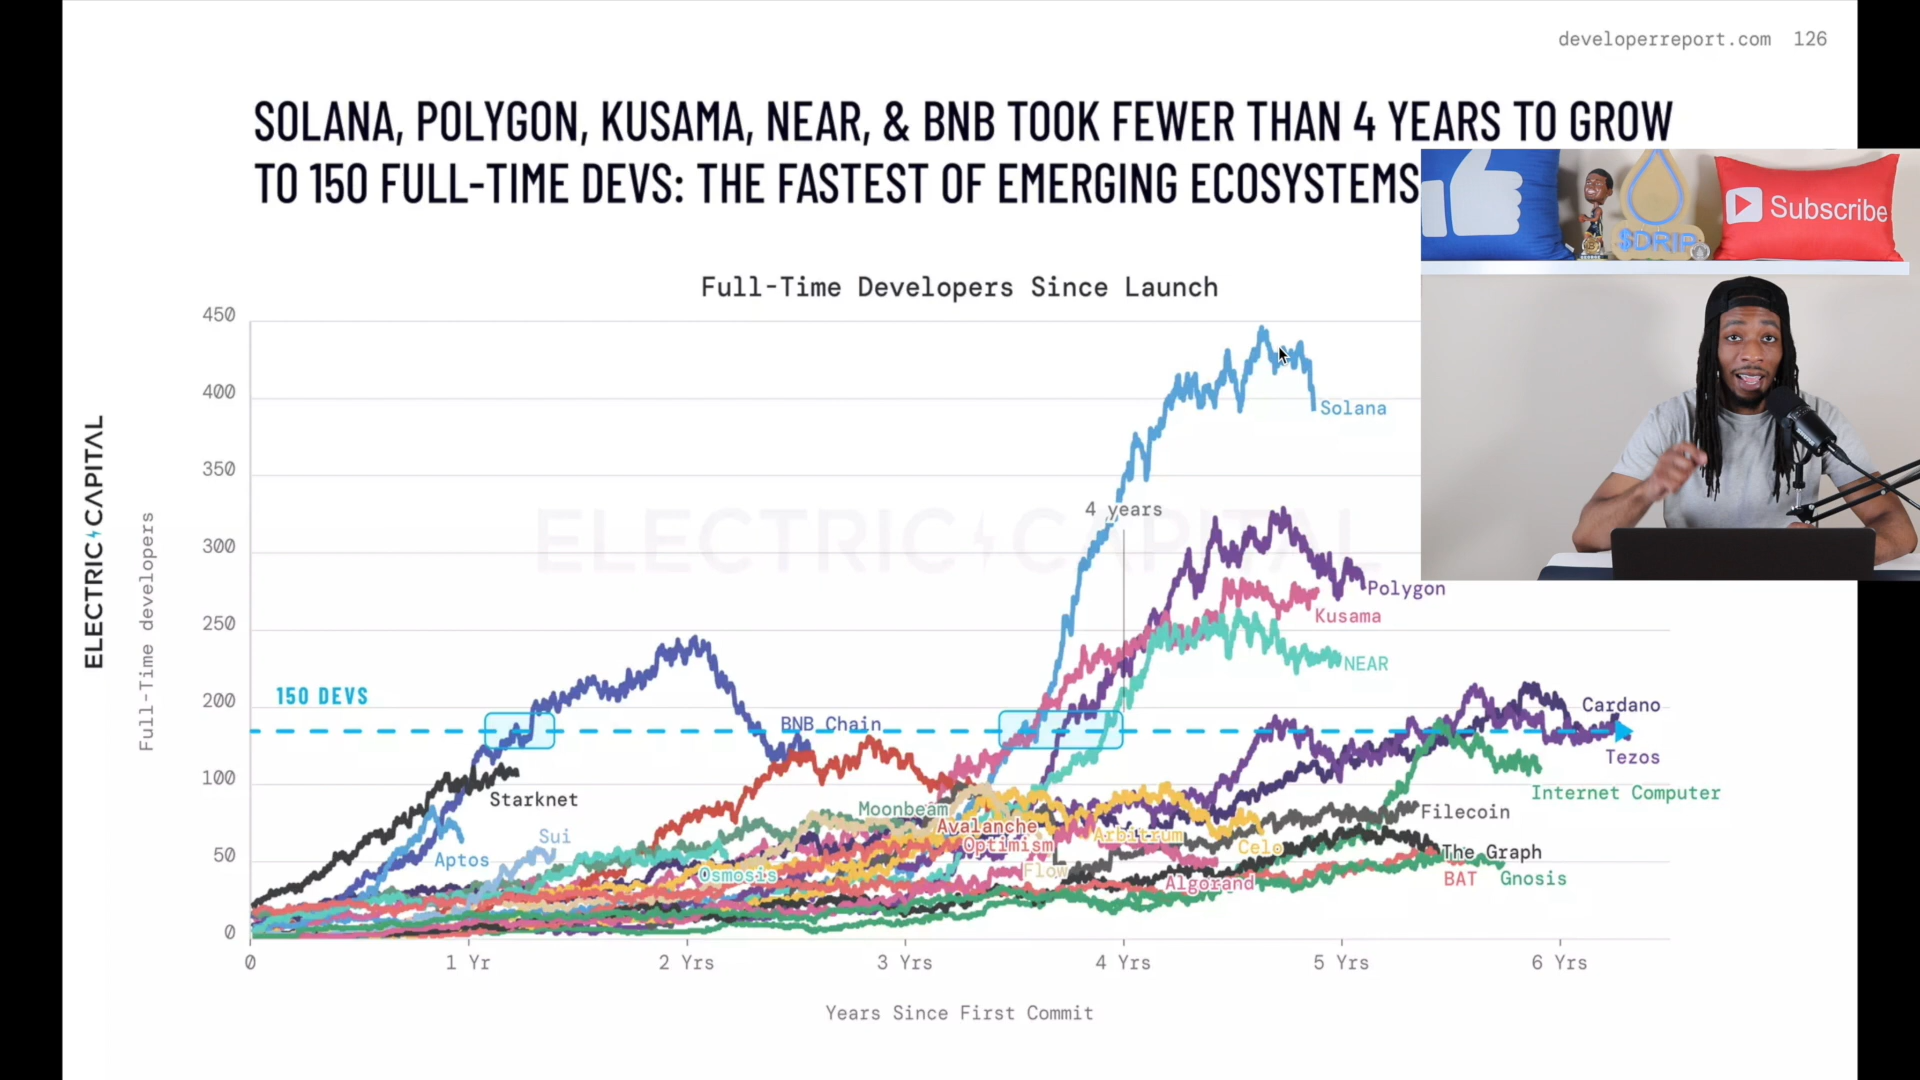 developerreport.com 126
SOLANA, POLYGON, KUSAMA, NEAR, & BNB TOOK FEWER THAN 4 YEARS TO GROW
TO 150 FULL-TIME DEVS: THE FASTEST OF EMERGING ECOSYSTEMS
Subscribe
$DRIP
Full-Time Developers Since Launch
ELECTRIC CAPITAL
Full-Time developers
450
400
350
300
250
200
100
50
0
150 DEVS
ELECTRIC CAPITAL
4 years
Solana
Polygon
Kusama
NEAR
BNB Chain
Cardano
Tezos
Internet Computer
Starknet
Sui
Aptos
Moonbeam
Avalanche
Optimism
Arbitrum
Osmosis
Flow
Celo
Algorand
Filecoin
The Graph
BAT
Gnosis
0
1 Yr
2 Yrs
3 Yrs
4 Yrs
5 Yrs
6 Yrs
Years Since First Commit